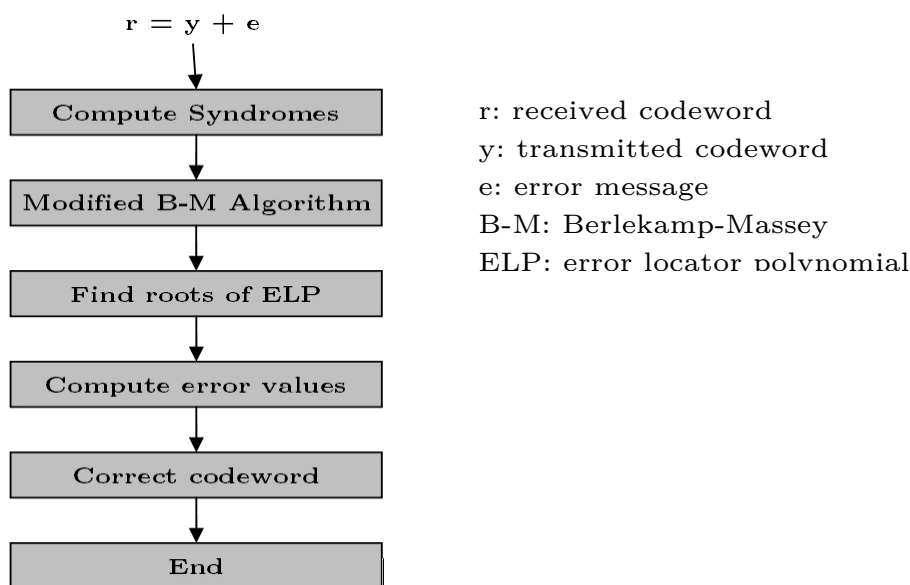 r = y + e
Compute Syndromes
Modified B-M Algorithm
Find roots of ELP
Compute error values
Correct codeword
End
r: received codeword
y: transmitted codeword
e: error message
B-M: Berlekamp-Massey
ELP: error locator polynomial